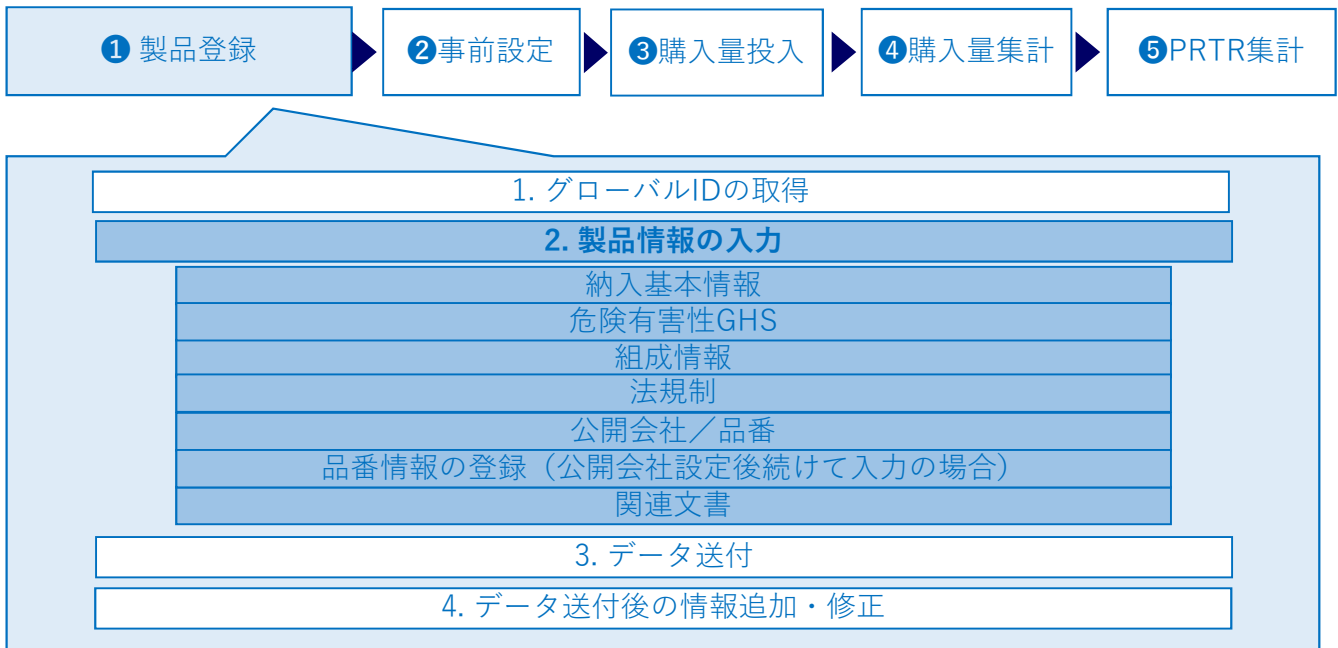 ❶ 製品登録
❷事前設定
❸購入量投入
❹購入量集計
❺PRTR集計
1. グローバルIDの取得
2. 製品情報の入力
納入基本情報
危険有害性GHS
組成情報
法規制
公開会社／品番
品番情報の登録（公開会社設定後続けて入力の場合）
関連文書
3. データ送付
4. データ送付後の情報追加・修正